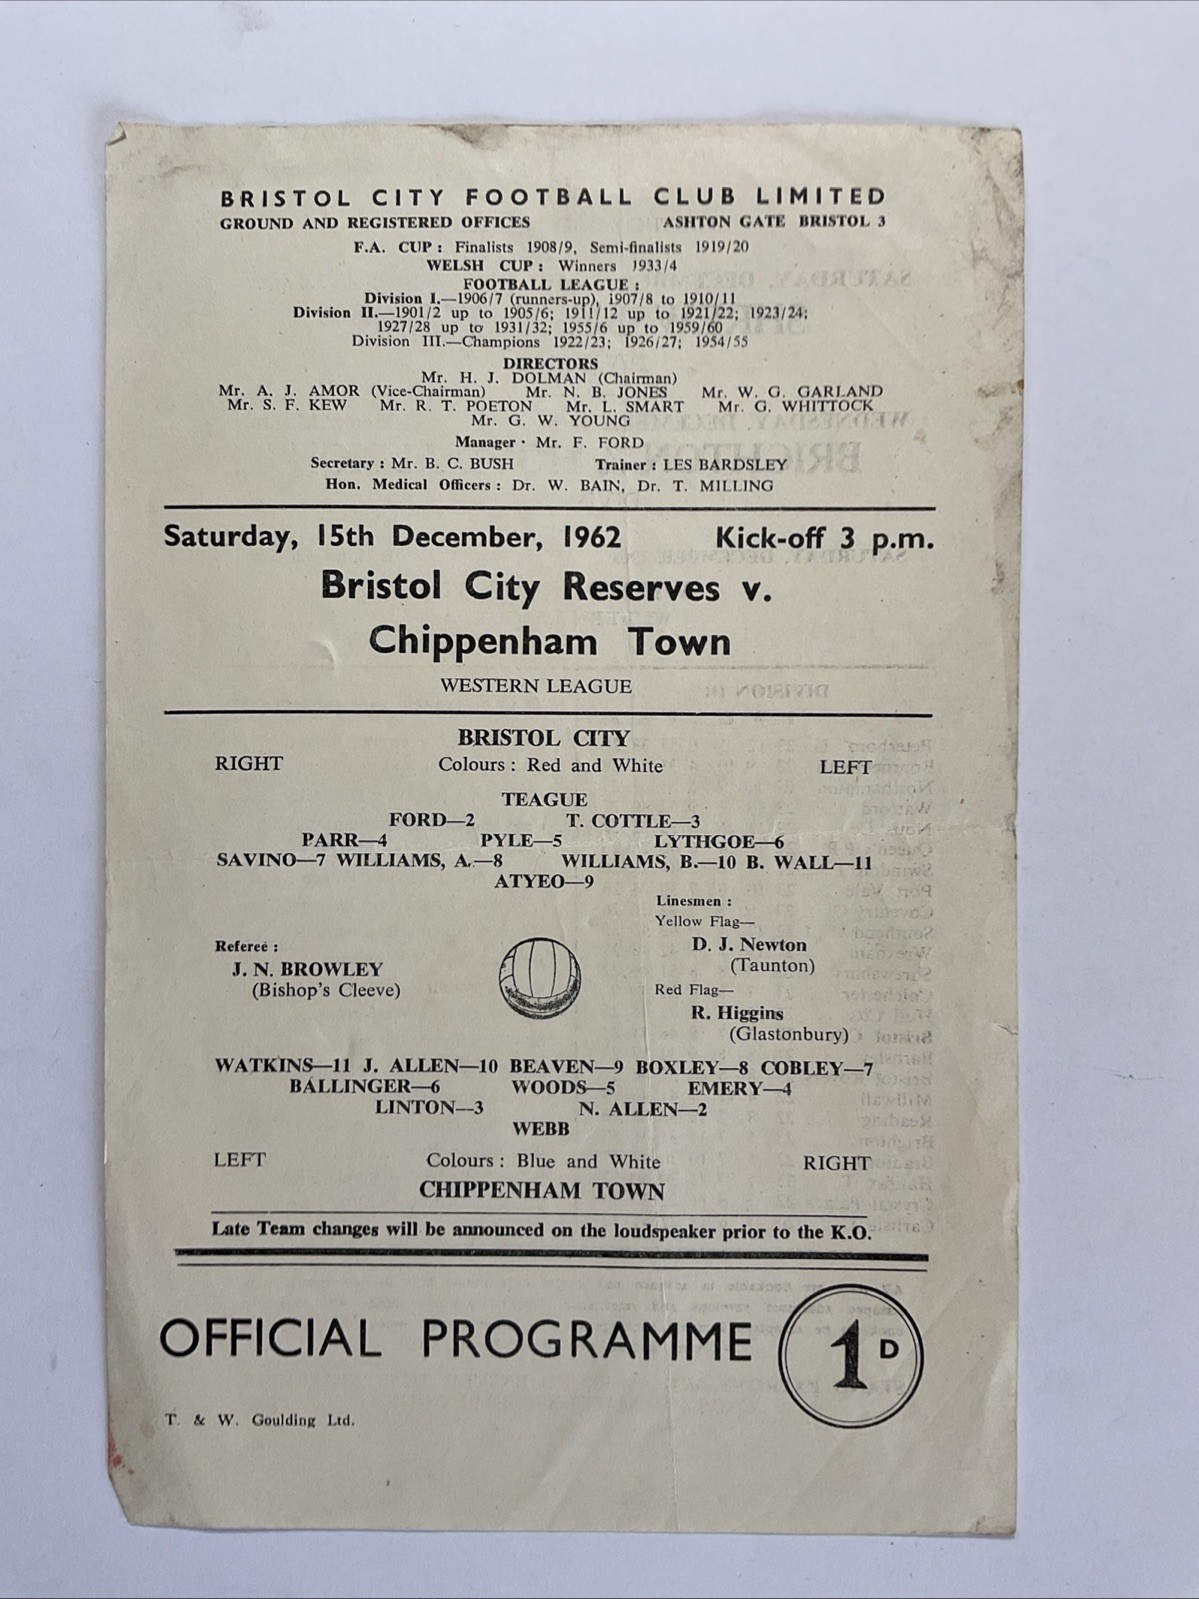 BRISTOL CITY FOOTBALL CLUB LIMITED
GROUND AND REGISTERED OFFICES ASHTON GATE BRISTOL 3
F.A. CUP : Finalists 1908/9, Semi-finalists 1919/20
WELSH CUP : Winners 1933/4
FOOTBALL LEAGUE :
Division I.—1906/7 (runners-up), 1907/8 to 1910/11
Division II.—1901/2 up to 1905/6; 1911/12 up to 1921/22; 1923/24;
1927/28 up to 1931/32; 1955/6 up to 1959/60
Division III.—Champions 1922/23; 1926/27; 1954/55
DIRECTORS
Mr. H. J. DOLMAN (Chairman)
Mr. A. J. AMOR (Vice-Chairman) Mr. N. B. JONES Mr. W. G. GARLAND
Mr. S. F. KEW Mr. R. T. POETON Mr. L. SMART Mr. G. WHITTOCK
Mr. G. W. YOUNG
Manager · Mr. F. FORD
Secretary : Mr. B. C. BUSH Trainer : LES BARDSLEY
Hon. Medical Officers : Dr. W. BAIN, Dr. T. MILLING
Saturday, 15th December, 1962 Kick-off 3 p.m.
Bristol City Reserves v.
Chippenham Town
WESTERN LEAGUE
BRISTOL CITY
RIGHT Colours : Red and White LEFT
TEAGUE
FORD—2 T. COTTLE—3
PARR—4 PYLE—5 LYTHGOE—6
SAVINO—7 WILLIAMS, A.—8 WILLIAMS, B.—10 B. WALL—11
ATYEO—9
Linesmen :
Yellow Flag—
Referee : D. J. Newton
J. N. BROWLEY (Taunton)
(Bishop's Cleeve) Red Flag—
R. Higgins
(Glastonbury)
WATKINS—11 J. ALLEN—10 BEAVEN—9 BOXLEY—8 COBLEY—7
BALLINGER—6 WOODS—5 EMERY—4
LINTON—3 N. ALLEN—2
WEBB
LEFT Colours : Blue and White RIGHT
CHIPPENHAM TOWN
Late Team changes will be announced on the loudspeaker prior to the K.O.
OFFICIAL PROGRAMME 1D
T. & W. Goulding Ltd.